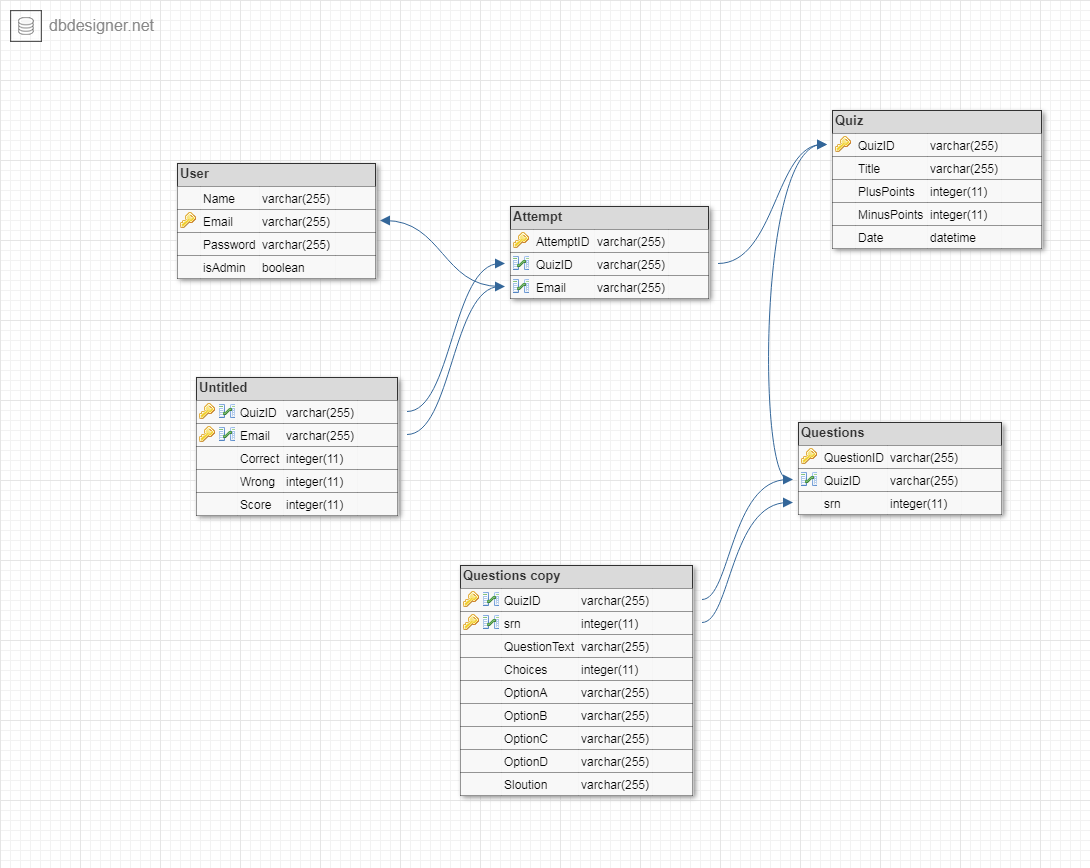 dbdesigner.net
User
Name varchar(255)
Email varchar(255)
Password varchar(255)
isAdmin boolean
Attempt
AttemptID varchar(255)
QuizID varchar(255)
Email varchar(255)
Quiz
QuizID varchar(255)
Title varchar(255)
PlusPoints integer(11)
MinusPoints integer(11)
Date datetime
Untitled
QuizID varchar(255)
Email varchar(255)
Correct integer(11)
Wrong integer(11)
Score integer(11)
Questions
QuestionID varchar(255)
QuizID varchar(255)
srn integer(11)
Questions copy
QuizID varchar(255)
srn integer(11)
QuestionText varchar(255)
Choices integer(11)
OptionA varchar(255)
OptionB varchar(255)
OptionC varchar(255)
OptionD varchar(255)
Sloution varchar(255)